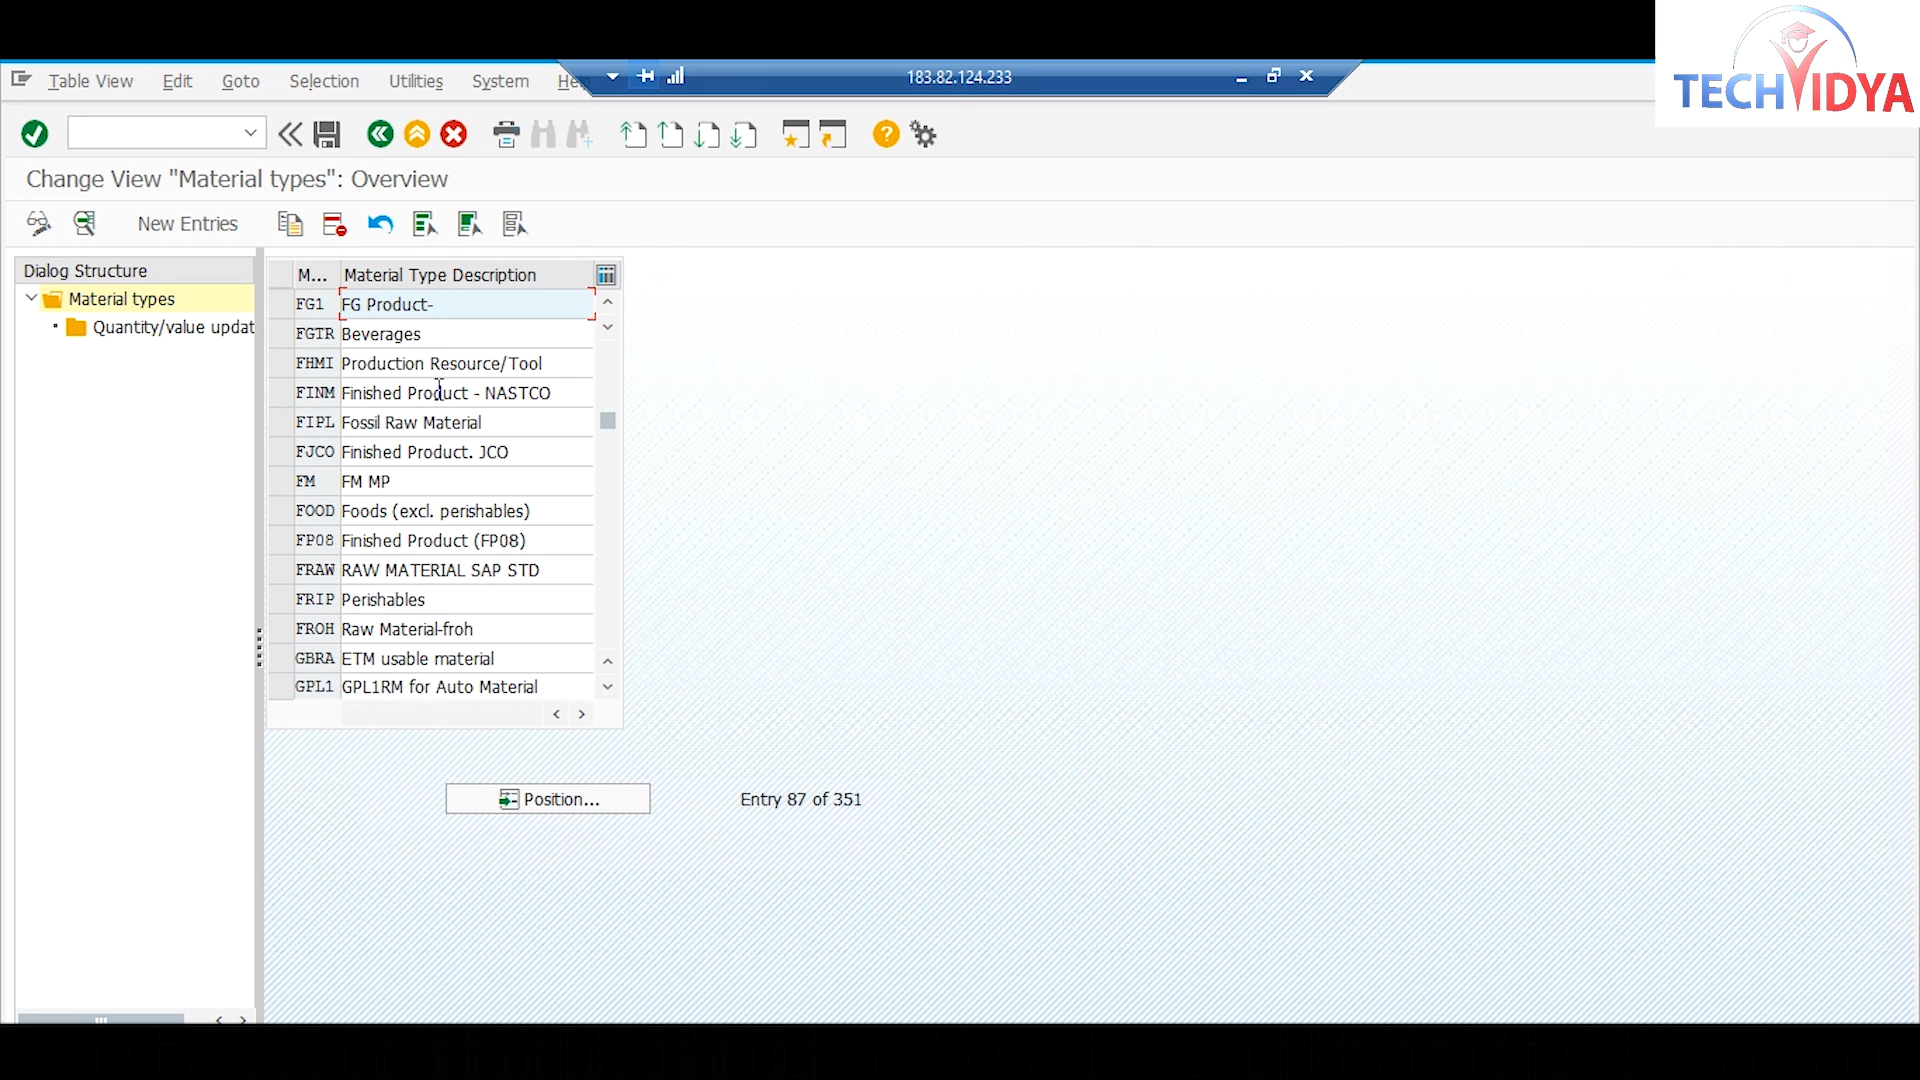 TECHVIDYA
Table View Edit Goto Selection Utilities System
183.82.124.233
Change View "Material types": Overview
New Entries
Dialog Structure
Material types
Quantity/value updat
M... Material Type Description
FG1 FG Product-
FGTR Beverages
FHMI Production Resource/Tool
FINM Finished Product - NASTCO
FIPL Fossil Raw Material
FJCO Finished Product. JCO
FM FM MP
FOOD Foods (excl. perishables)
FP08 Finished Product (FP08)
FRAW RAW MATERIAL SAP STD
FRIP Perishables
FROH Raw Material-froh
GBRA ETM usable material
GPL1 GPL1RM for Auto Material
Position... Entry 87 of 351